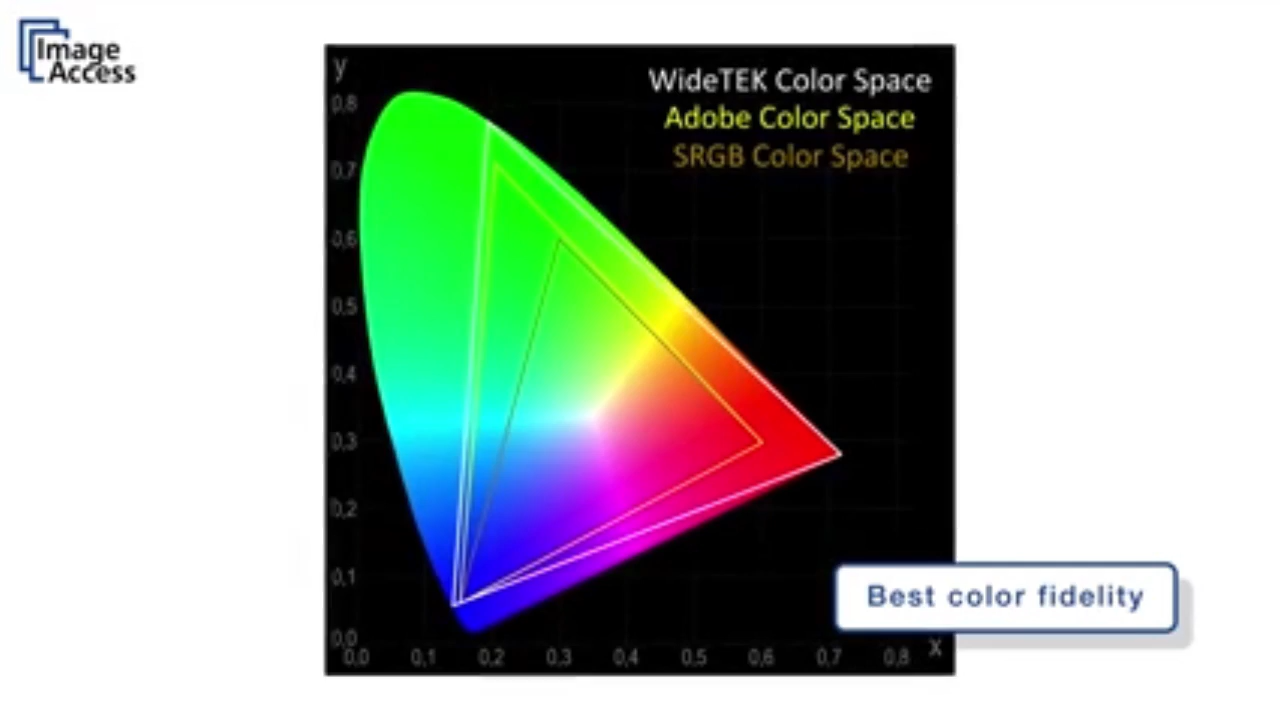 Image
Access
y
WideTEK Color Space
Adobe Color Space
SRGB Color Space
0,8
0,7
0,6
0,5
0,4
0,3
0,2
0,1
0,0
0,0 0,1 0,2 0,3 0,4 0,5 0,6 0,7 0,8 x
Best color fidelity